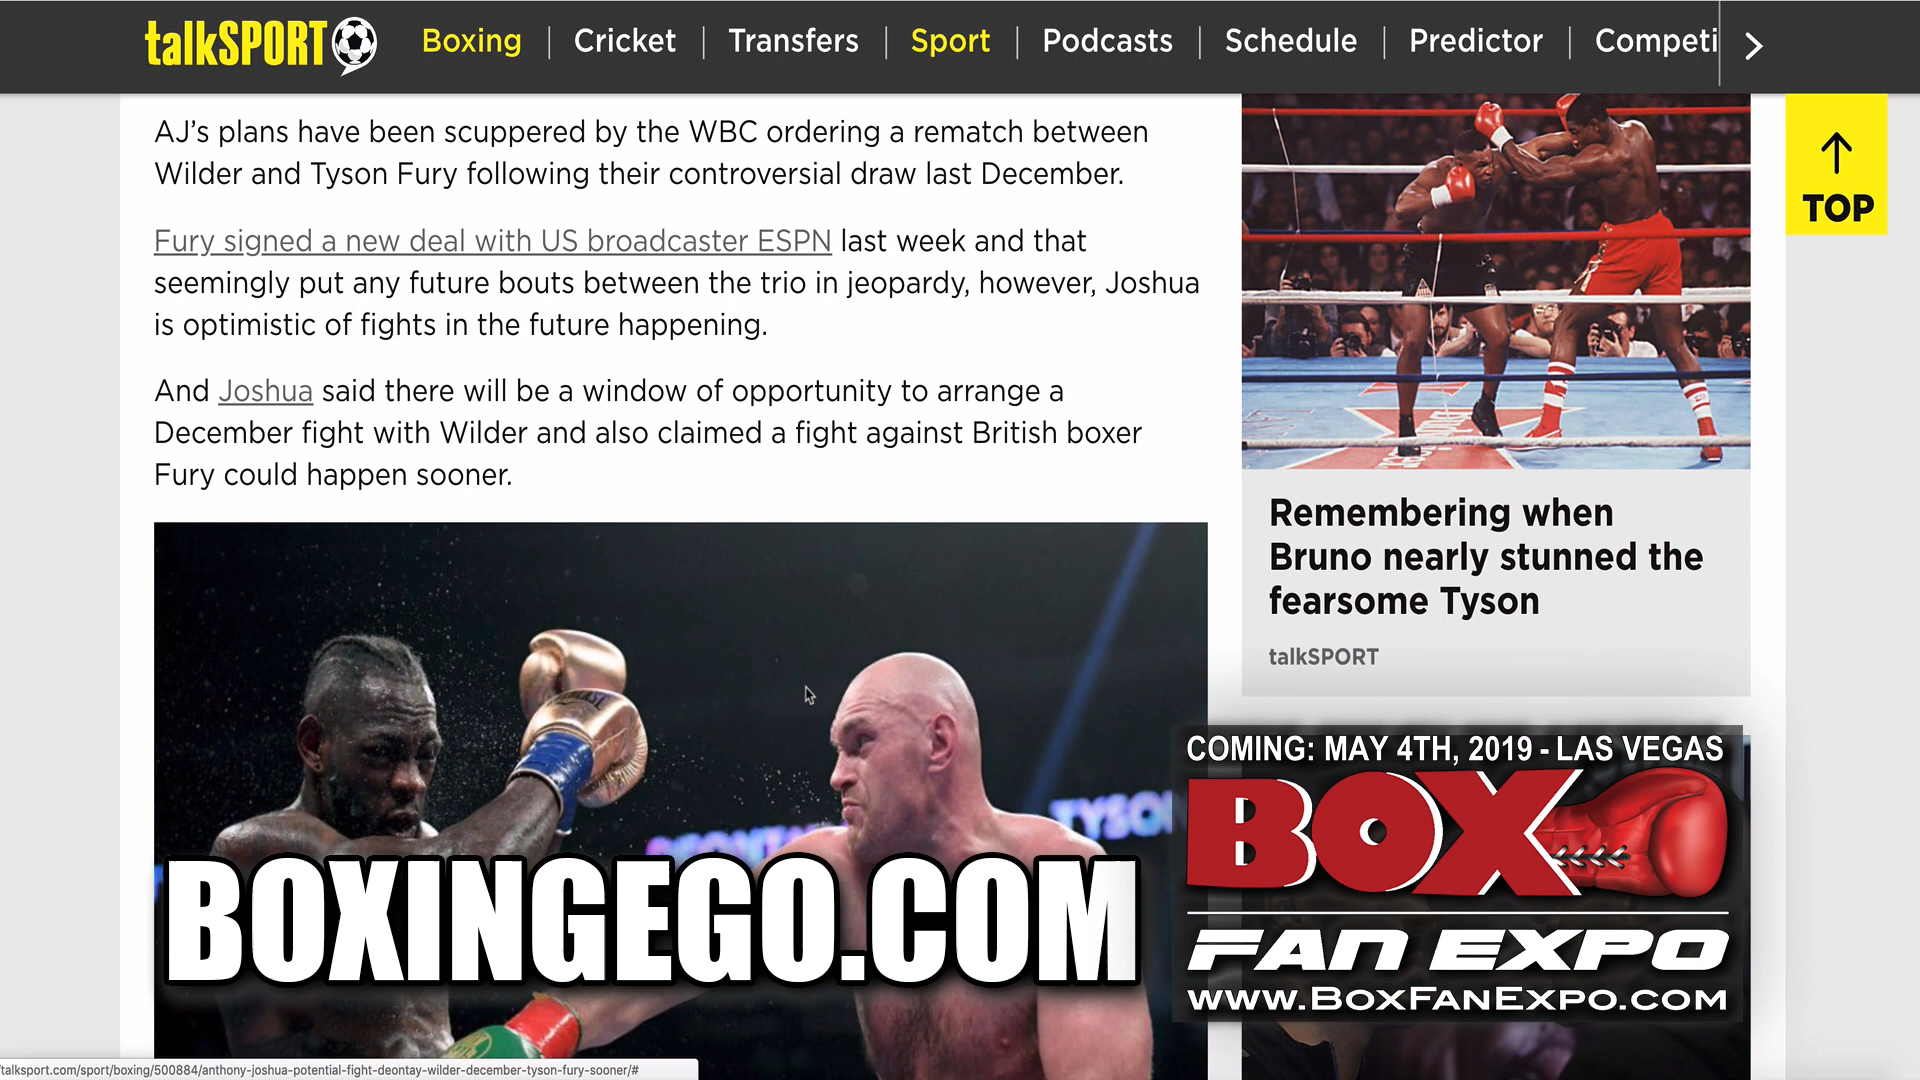 talkSPORT
Boxing | Cricket | Transfers | Sport | Podcasts | Schedule | Predictor | Competi
AJ’s plans have been scuppered by the WBC ordering a rematch between
Wilder and Tyson Fury following their controversial draw last December.
Fury signed a new deal with US broadcaster ESPN last week and that
seemingly put any future bouts between the trio in jeopardy, however, Joshua
is optimistic of fights in the future happening.
And Joshua said there will be a window of opportunity to arrange a
December fight with Wilder and also claimed a fight against British boxer
Fury could happen sooner.
TOP
Remembering when
Bruno nearly stunned the
fearsome Tyson
talkSPORT
TYSO
BOXINGEGO.COM
COMING: MAY 4TH, 2019 - LAS VEGAS
BOX
FAN EXPO
WWW.BOXFANEXPO.COM
talksport.com/sport/boxing/500884/anthony-joshua-potential-fight-deontay-wilder-december-tyson-fury-sooner/#